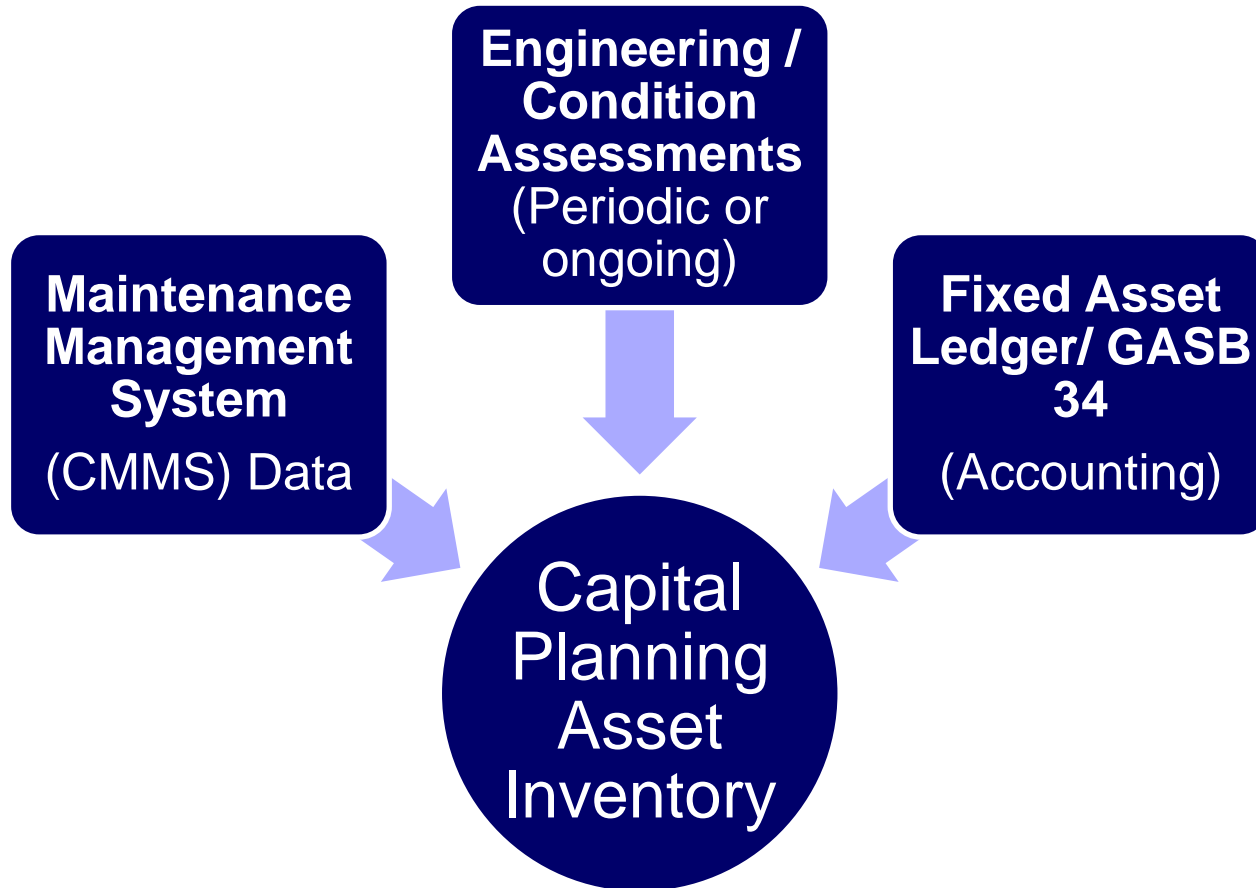 Engineering /
Condition
Assessments
(Periodic or
ongoing)
Maintenance
Management
System
(CMMS) Data
Fixed Asset
Ledger/ GASB
34
(Accounting)
Capital
Planning
Asset
Inventory